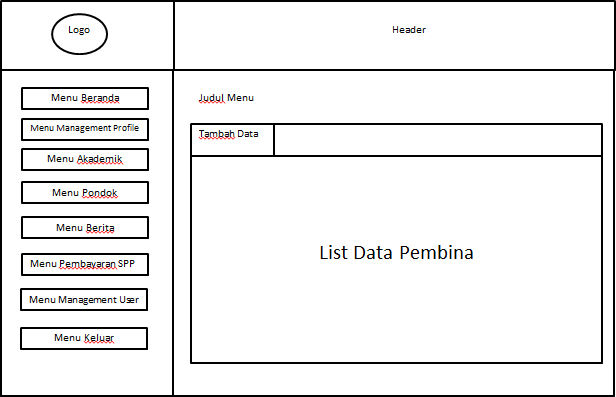 Logo
Header
Menu Beranda
Menu Management Profile
Menu Akademik
Menu Pondok
Menu Berita
Menu Pembayaran SPP
Menu Management User
Menu Keluar
Judul Menu
Tambah Data
List Data Pembina